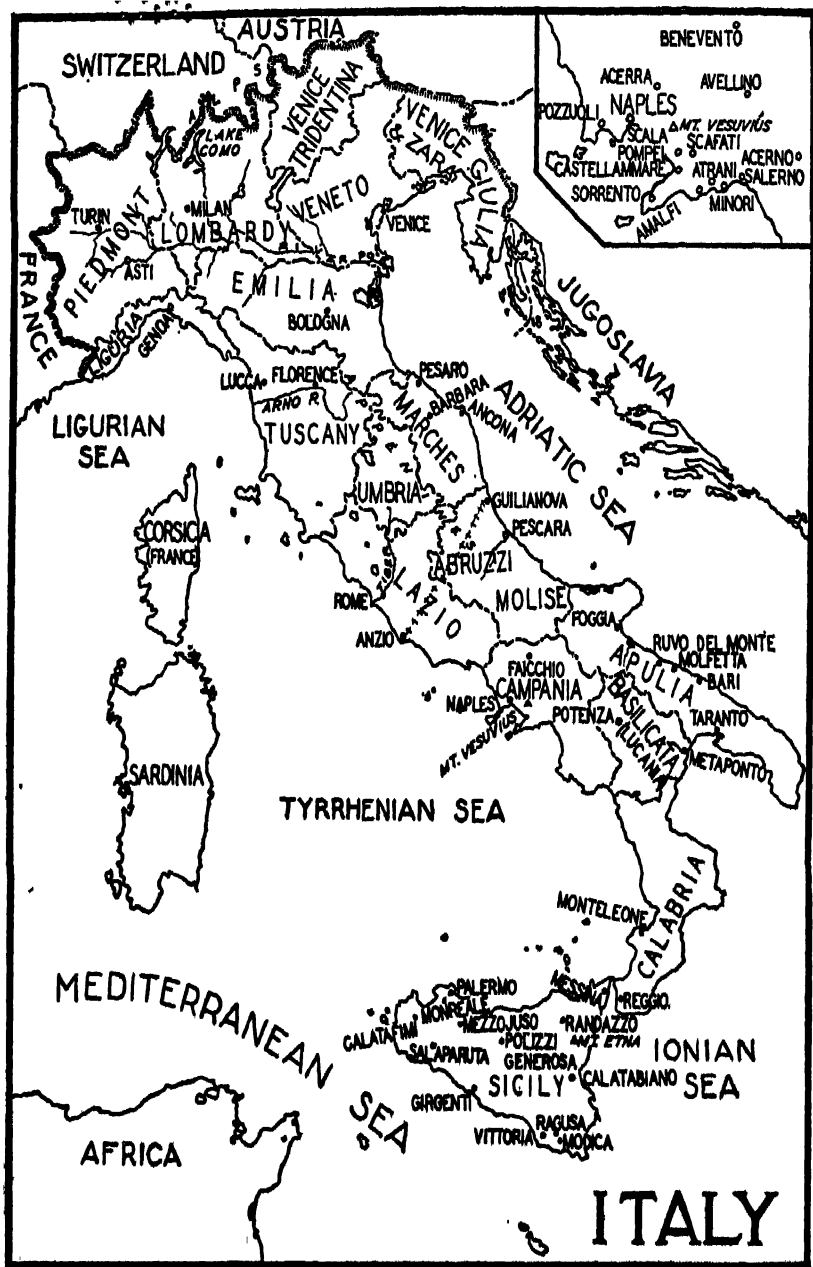 AUSTRIA
SWITZERLAND
VENICE
TRIDENTINA
VENICE GIULIA
& ZARA
LAKE
COMO
VENETO
VENICE
PIEDMONT
TURIN
MILAN
LOMBARDY
ASTI
FRANCE
EMILIA
BOLOGNA
LIGURIA
GENOA
JUGOSLAVIA
LUCCA
FLORENCE
ARNO R.
TUSCANY
PESARO
BARBARA
ANCONA
MARCHES
ADRIATIC SEA
LIGURIAN
SEA
UMBRIA
GUILIANOVA
PESCARA
ABRUZZI
CORSICA
(FRANCE)
TIBER
LAZIO
ROME
ANZIO
MOLISE
FOGGIA
RUVO DEL MONTE
MOLFETTA
BARI
APULIA
FAICCHIO
CAMPANIA
NAPLES
MT. VESUVIUS
POTENZA
BASILICATA
LUCANIA
TARANTO
METAPONTO
SARDINIA
TYRRHENIAN SEA
MONTELEONE
CALABRIA
MEDITERRANEAN SEA
PALERMO
MONREALE
CALATAFIMI
MEZZOJUSO
MESSINA
REGGIO.
RANDAZZO
MT. ETNA
POLIZZI
GENEROSA
SALAPARUTA
SICILY
CALATABIANO
IONIAN
SEA
GIRGENTI
RAGUSA
VITTORIA
MODICA
AFRICA
ITALY
BENEVENTO
ACERRA
AVELLINO
NAPLES
POZZUOLI
MT. VESUVIUS
SCALA
SCAFATI
POMPEI
CASTELLAMMARE
ATRANI
ACERNO
SALERNO
SORRENTO
MINORI
AMALFI